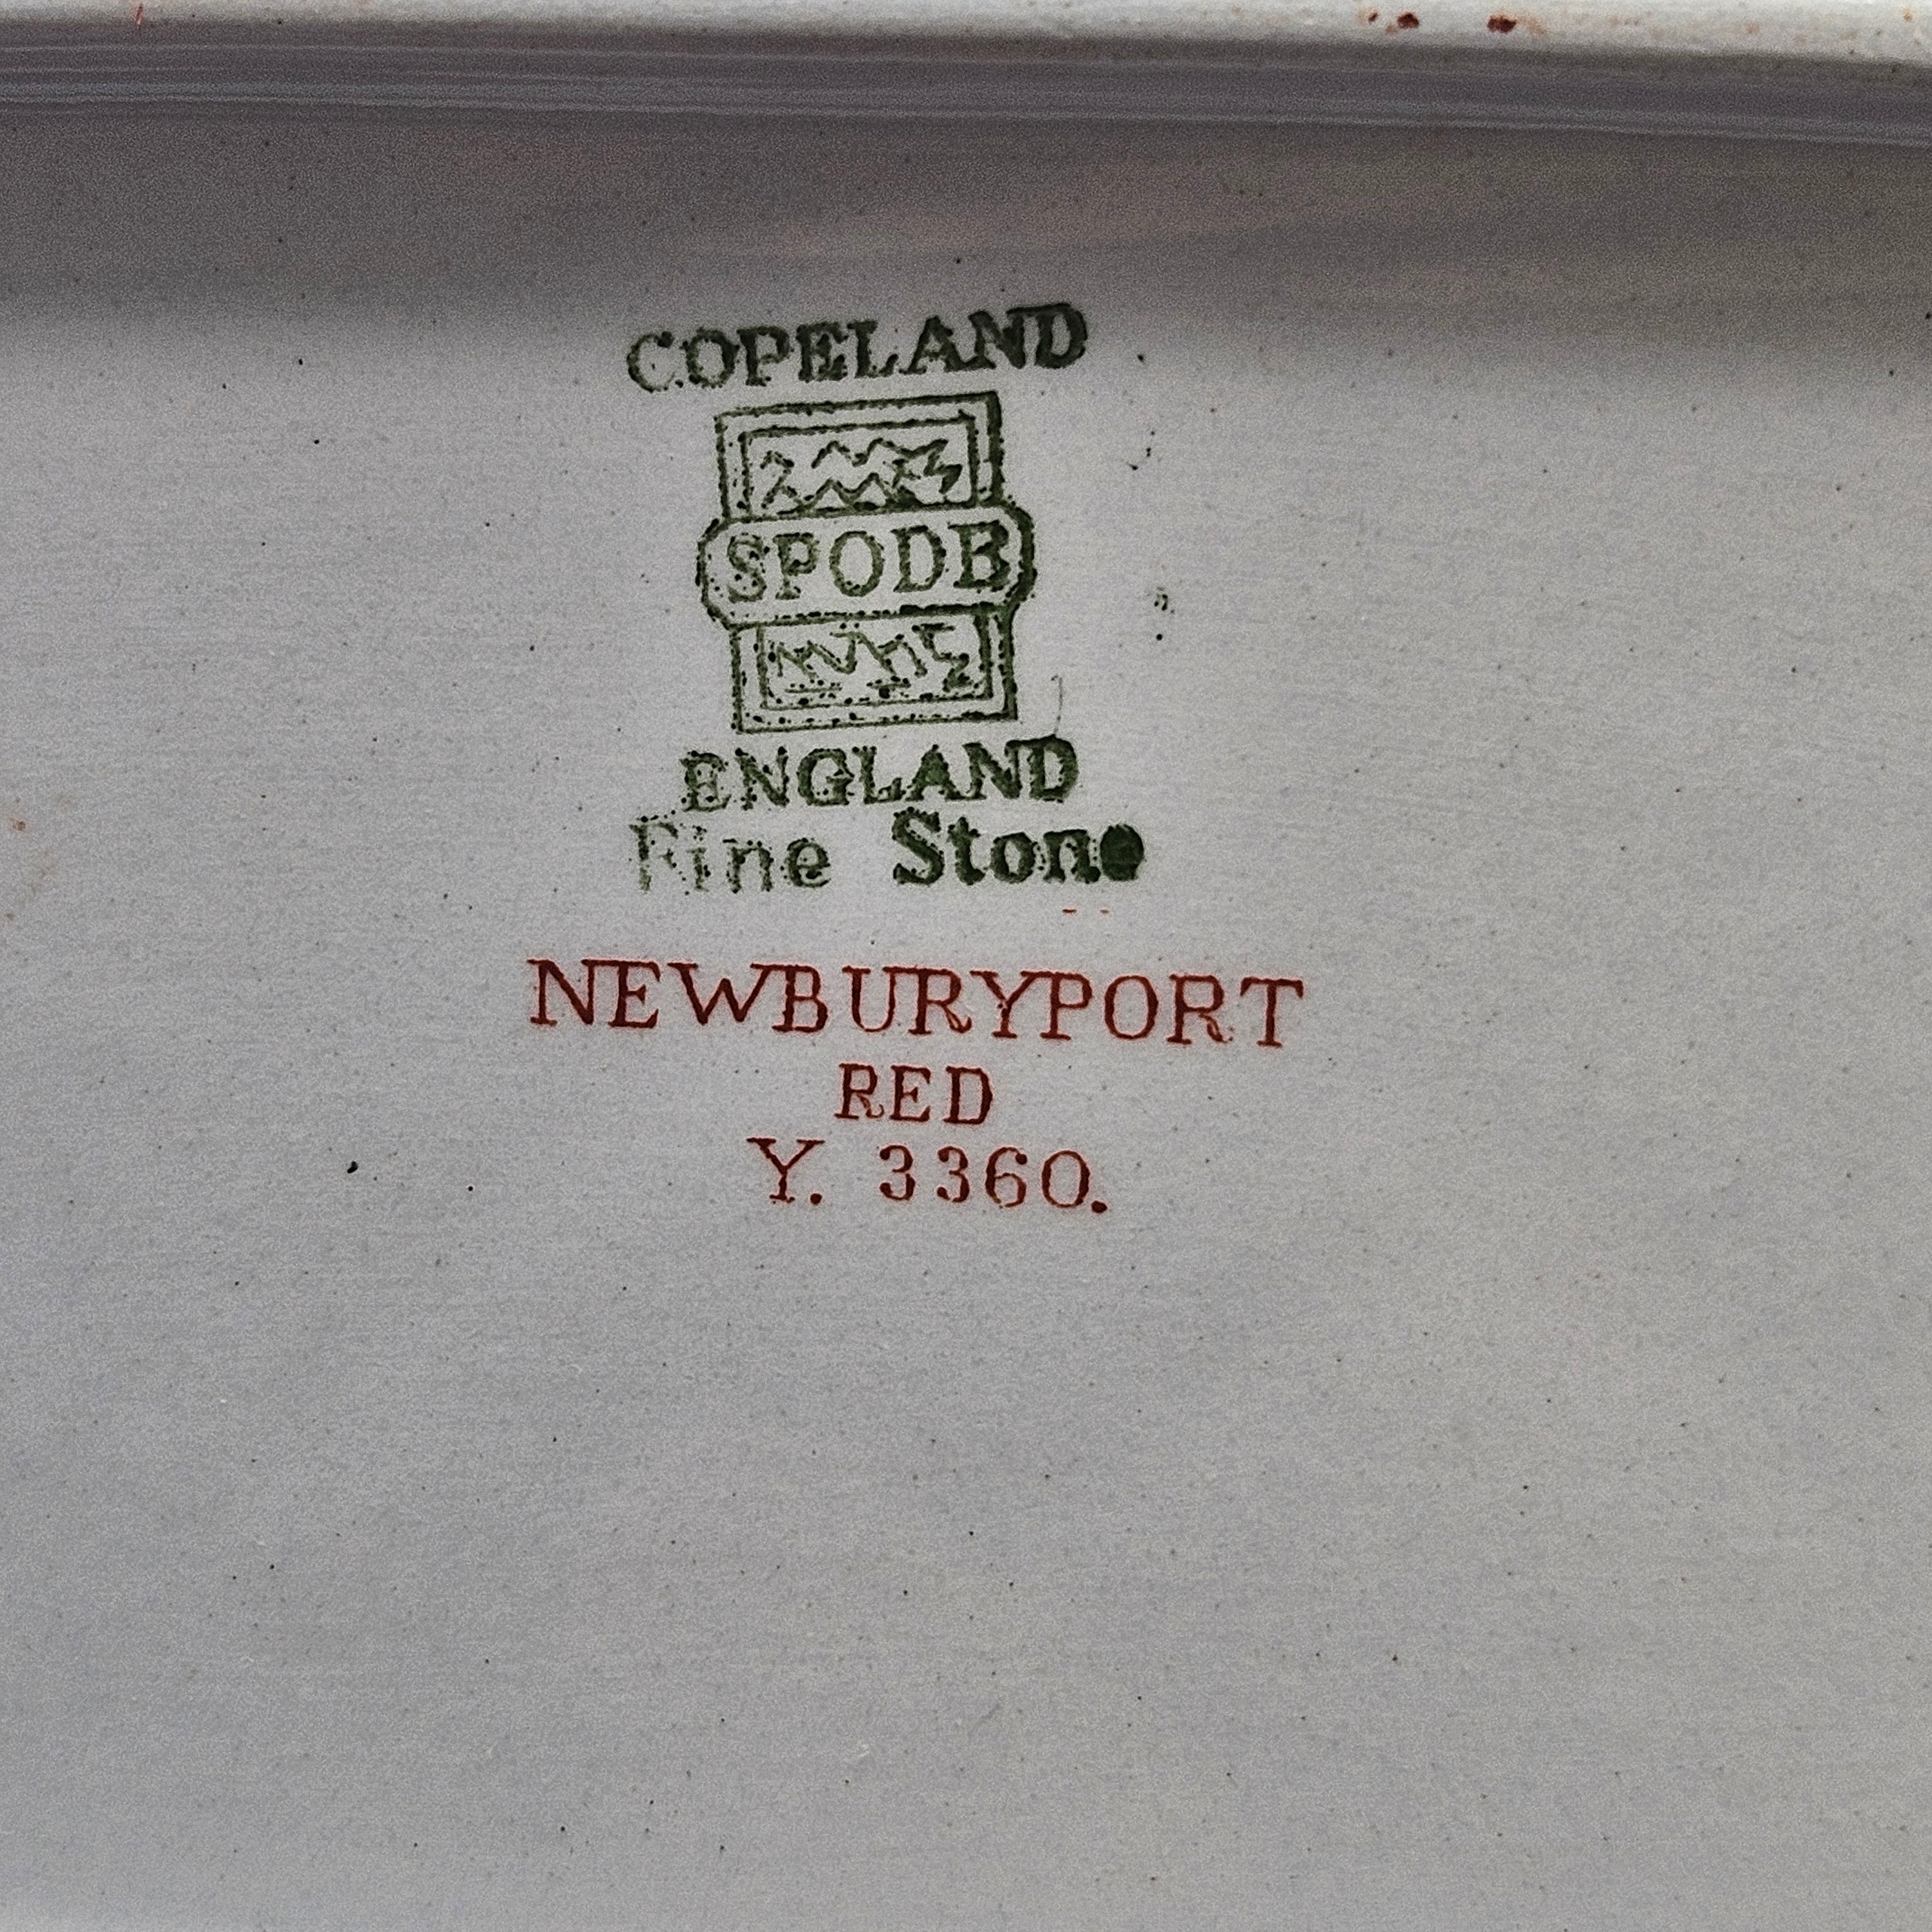 COPELAND
SPODE
ENGLAND
Fine Stone
NEWBURYPORT
RED
Y. 3360.